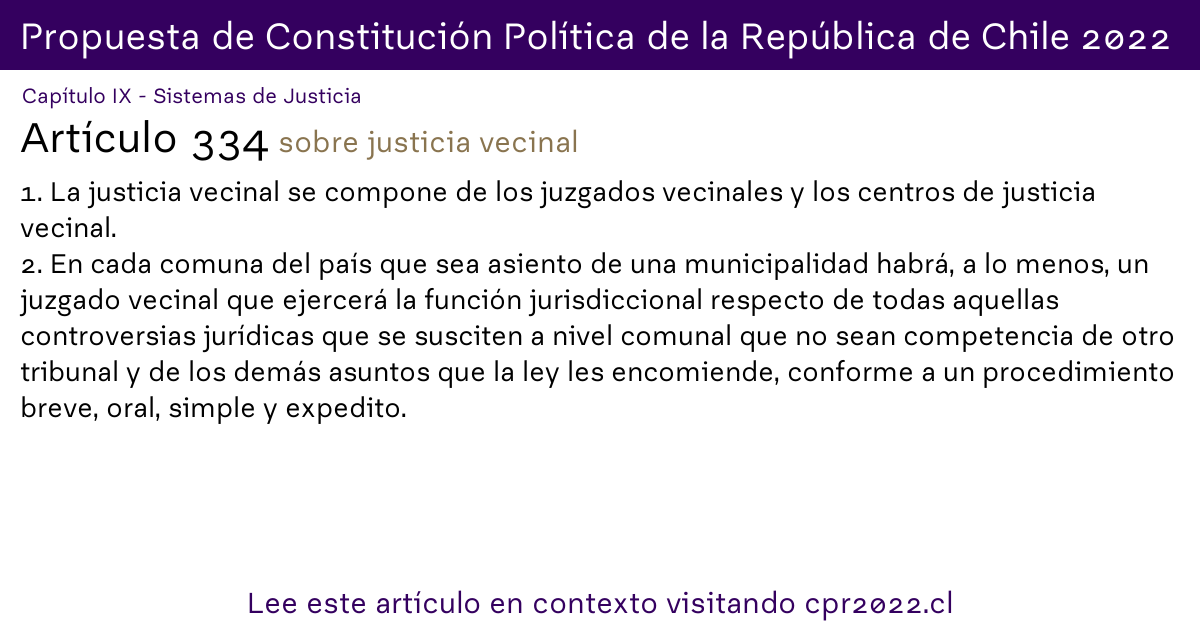 Propuesta de Constitución Política de la República de Chile 2022
Capítulo IX - Sistemas de Justicia
Artículo 334 sobre justicia vecinal
1. La justicia vecinal se compone de los juzgados vecinales y los centros de justicia
vecinal.
2. En cada comuna del país que sea asiento de una municipalidad habrá, a lo menos, un
juzgado vecinal que ejercerá la función jurisdiccional respecto de todas aquellas
controversias jurídicas que se susciten a nivel comunal que no sean competencia de otro
tribunal y de los demás asuntos que la ley les encomiende, conforme a un procedimiento
breve, oral, simple y expedito.
Lee este artículo en contexto visitando cpr2022.cl